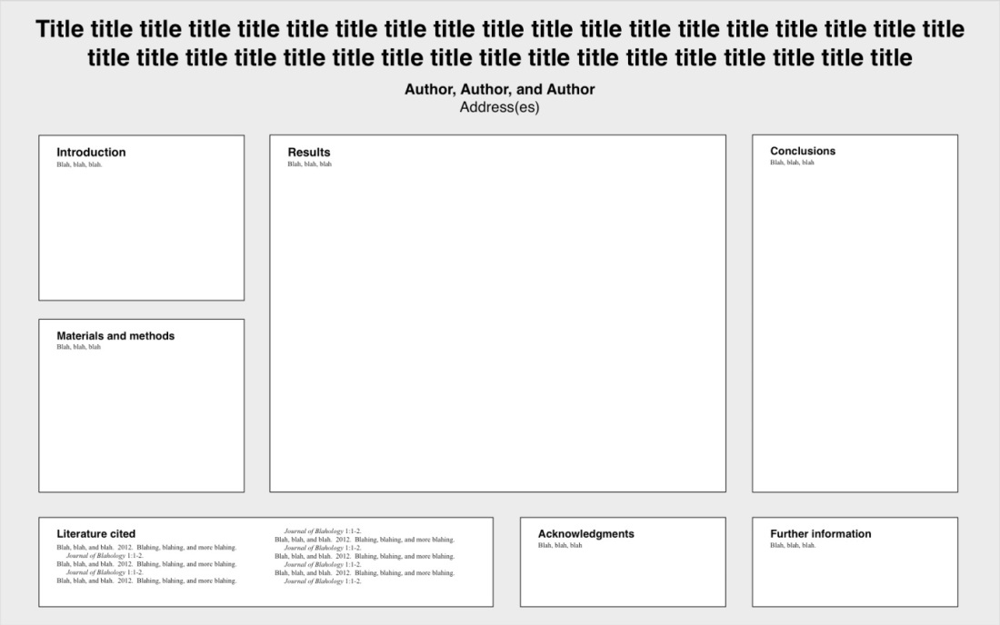 Title title title title title title title title title title title title title title title title title title title
title title title title title title title title title title title title title title title title title
Author, Author, and Author
Address(es)
Introduction
Blah, blah, blah.
Materials and methods
Blah, blah, blah
Results
Blah, blah, blah
Conclusions
Blah, blah, blah
Literature cited
Blah, blah, and blah. 2012. Blahing, blahing, and more blahing.
Journal of Blahology 1:1-2.
Blah, blah, and blah. 2012. Blahing, blahing, and more blahing.
Journal of Blahology 1:1-2.
Blah, blah, and blah. 2012. Blahing, blahing, and more blahing.
Journal of Blahology 1:1-2.
Blah, blah, and blah. 2012. Blahing, blahing, and more blahing.
Journal of Blahology 1:1-2.
Blah, blah, and blah. 2012. Blahing, blahing, and more blahing.
Journal of Blahology 1:1-2.
Blah, blah, and blah. 2012. Blahing, blahing, and more blahing.
Journal of Blahology 1:1-2.
Acknowledgments
Blah, blah, blah
Further information
Blah, blah, blah.